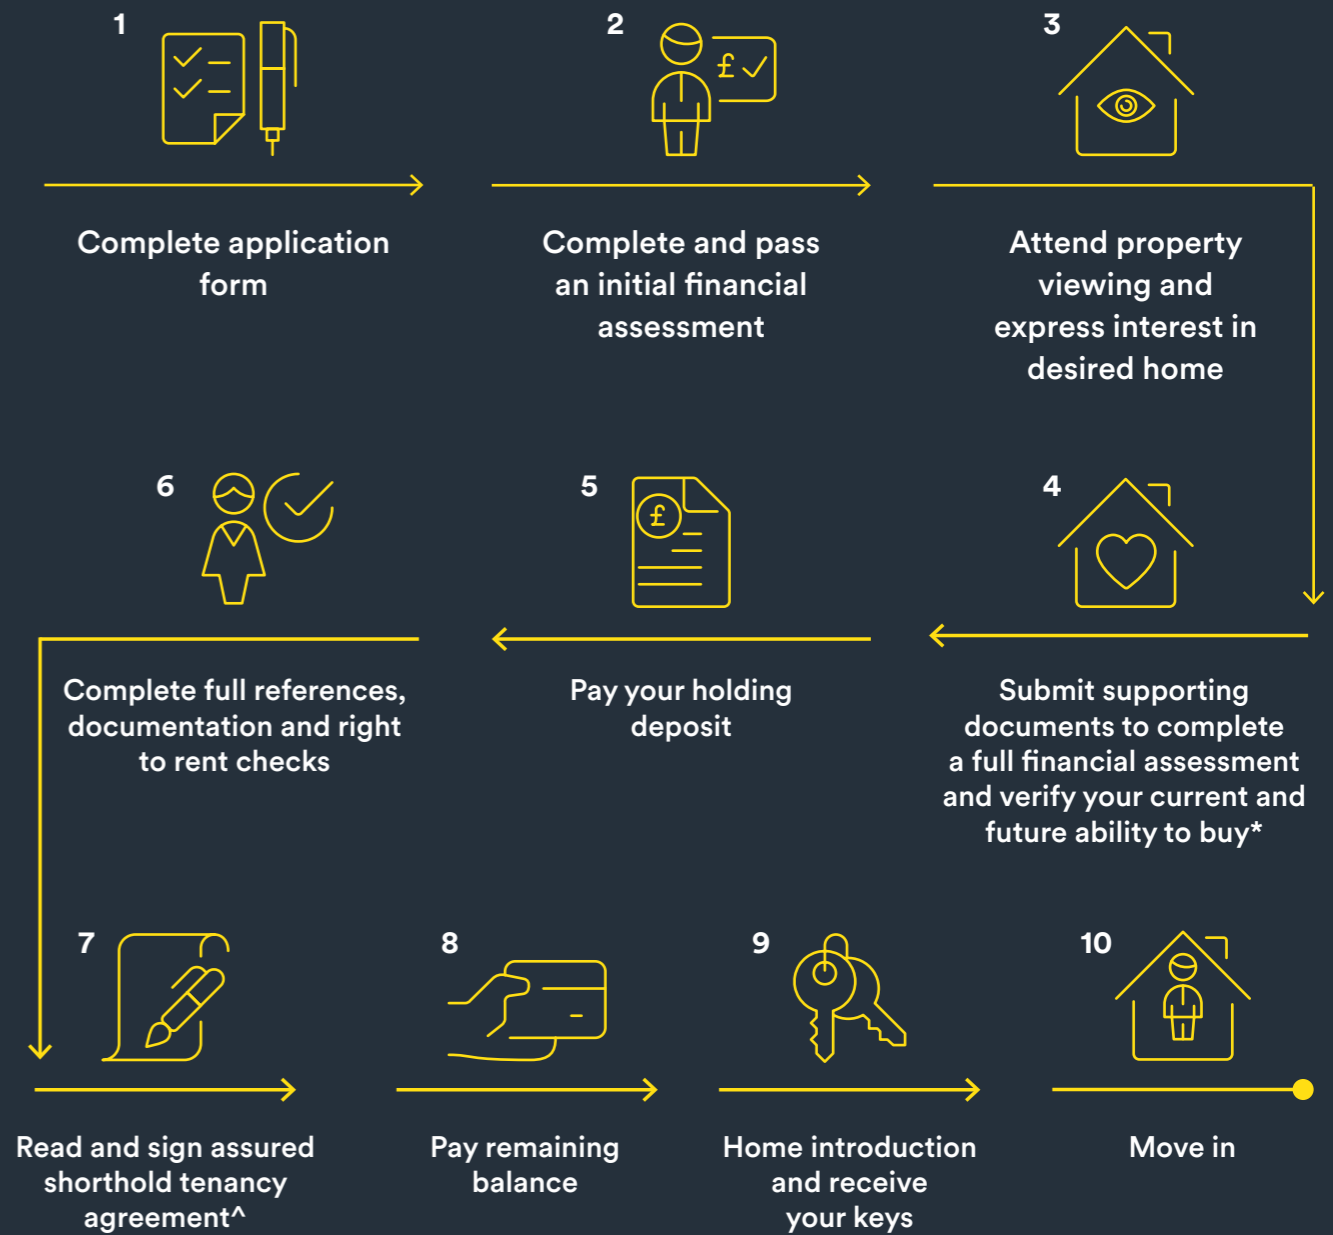 1
Complete application
form
2
£
Complete and pass
an initial financial
assessment
3
Attend property
viewing and
express interest in
desired home
4
Submit supporting
documents to complete
a full financial assessment
and verify your current and
future ability to buy*
5
£
Pay your holding
deposit
6
Complete full references,
documentation and right
to rent checks
7
Read and sign assured
shorthold tenancy
agreement^
8
Pay remaining
balance
9
Home introduction
and receive
your keys
10
Move in